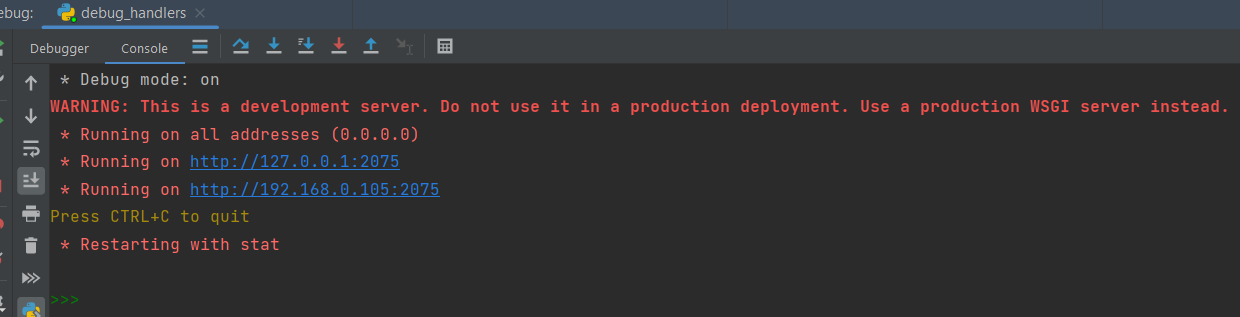 ebug:
debug_handlers
Debugger
Console
* Debug mode: on
WARNING: This is a development server. Do not use it in a production deployment. Use a production WSGI server instead.
* Running on all addresses (0.0.0.0)
* Running on http://127.0.0.1:2075
* Running on http://192.168.0.105:2075
Press CTRL+C to quit
* Restarting with stat
>>>